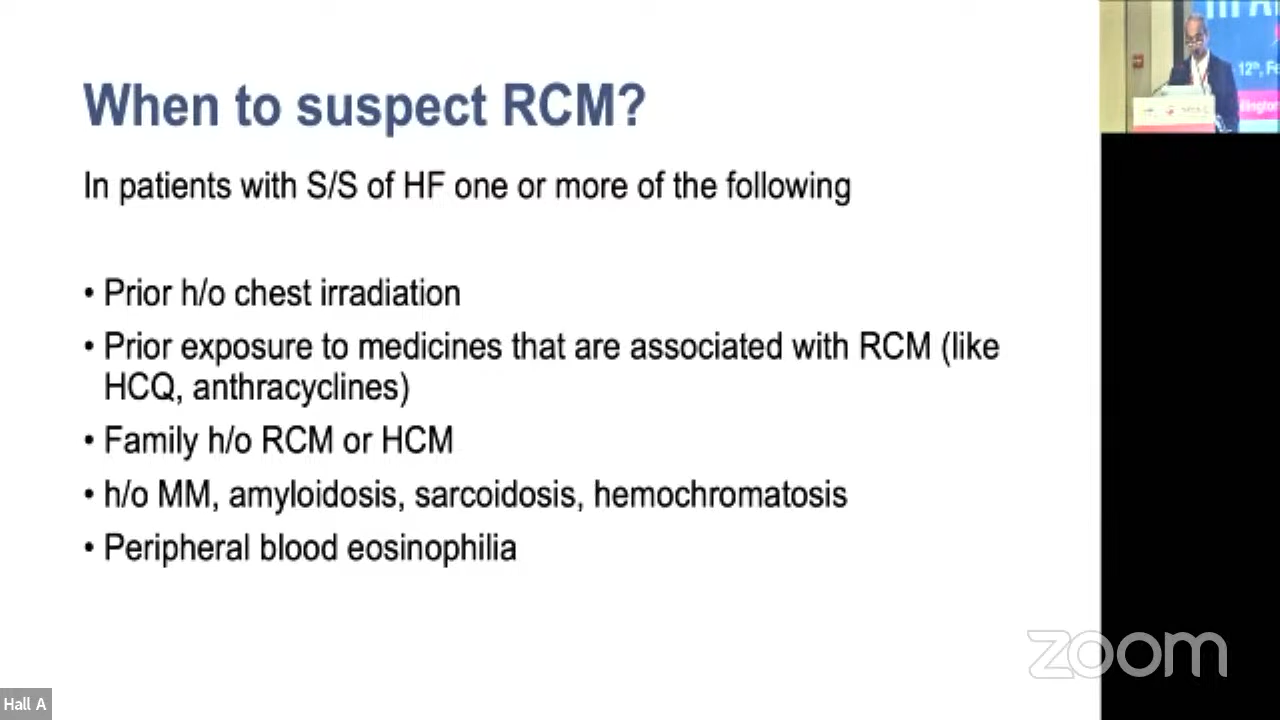 When to suspect RCM?
In patients with S/S of HF one or more of the following
• Prior h/o chest irradiation
• Prior exposure to medicines that are associated with RCM (like
HCQ, anthracyclines)
• Family h/o RCM or HCM
• h/o MM, amyloidosis, sarcoidosis, hemochromatosis
• Peripheral blood eosinophilia
12th, Fe
zoom
Hall A